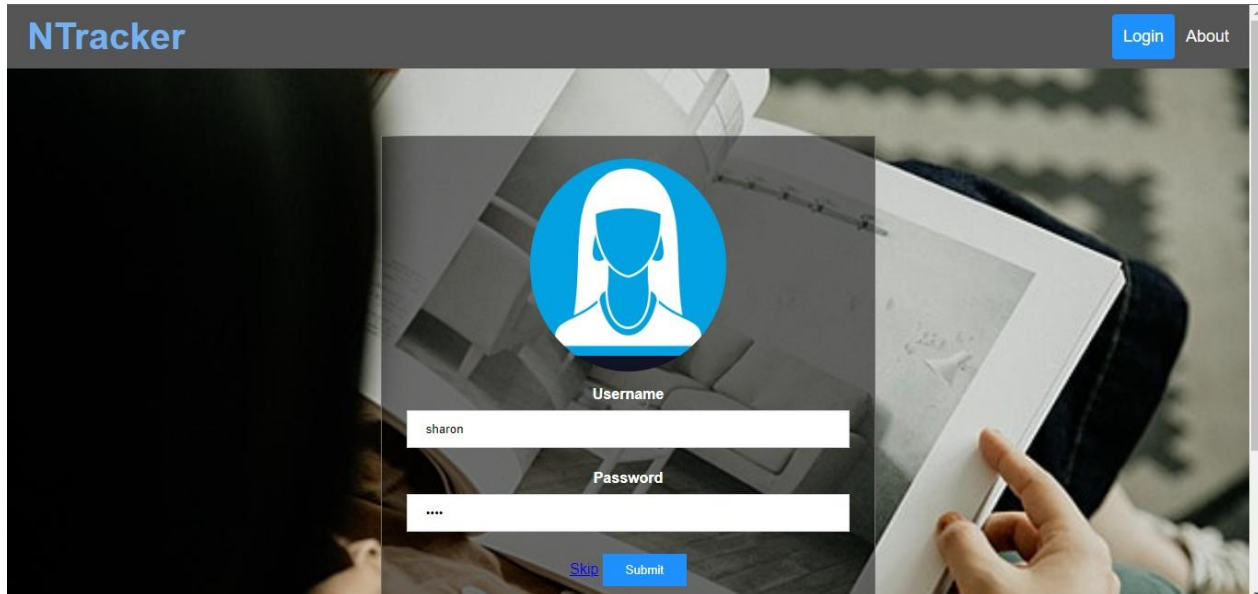 NTracker
Login About
Username
sharon
Password
••••
Skip Submit